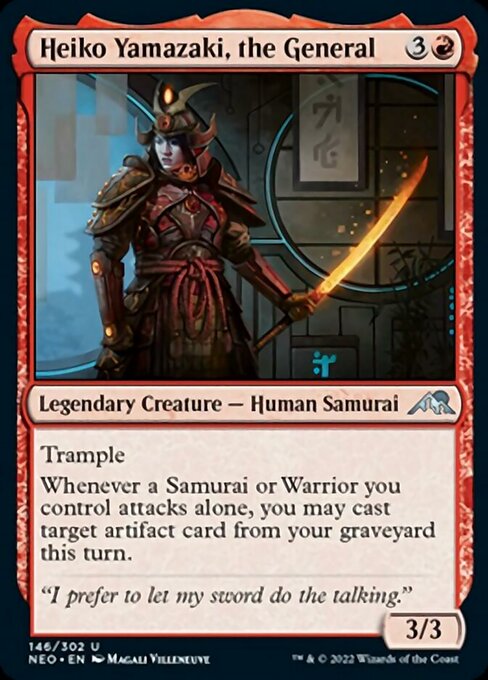 Heiko Yamazaki, the General 3
Legendary Creature — Human Samurai
Trample
Whenever a Samurai or Warrior you
control attacks alone, you may cast
target artifact card from your graveyard
this turn.
"I prefer to let my sword do the talking."
3/3
146/302 U
NEO • EN Magali Villeneuve
™ & © 2022 Wizards of the Coast